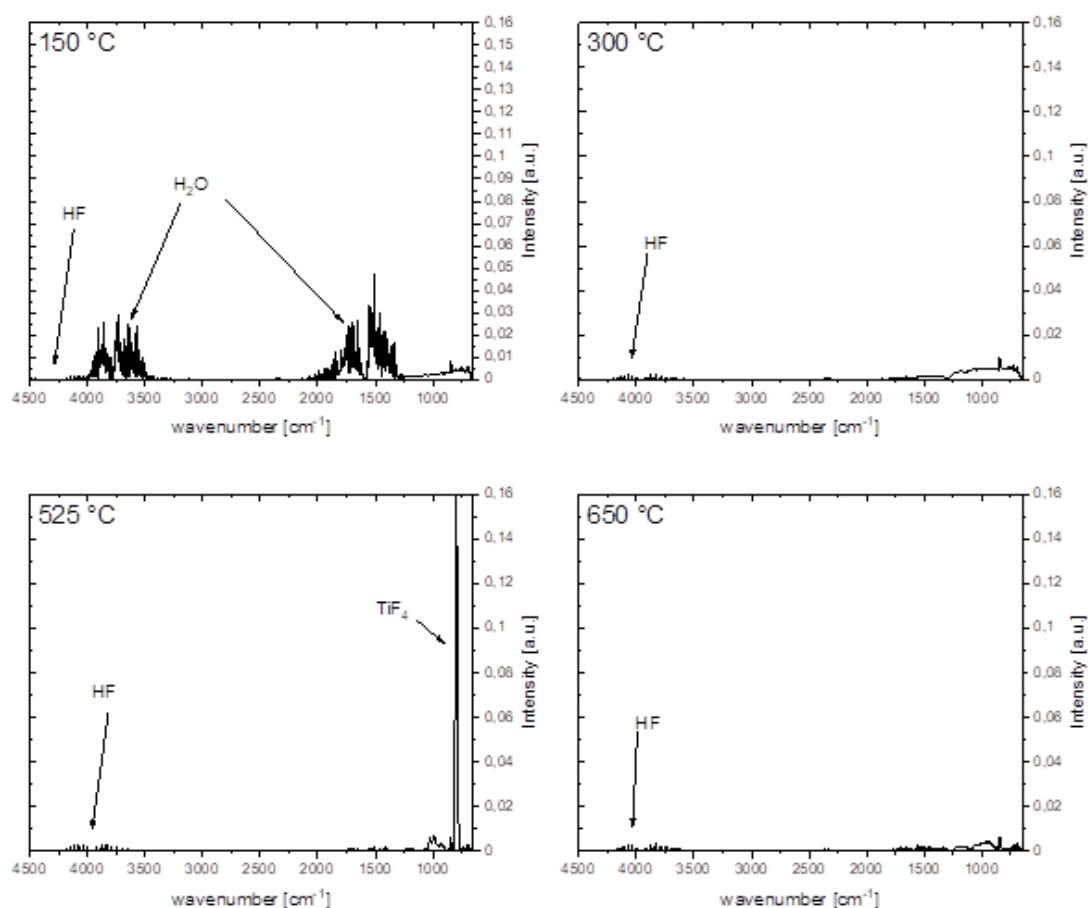 150 °C
0,16
0,15
0,14
0,13
0,12
0,11
0,1
0,09
0,08
0,07
0,06
0,05
0,04
0,03
0,02
0,01
0
Intensity [a.u.]
H₂O
HF
4500 4000 3500 3000 2500 2000 1500 1000
wavenumber [cm⁻¹]
300 °C
0,16
0,14
0,12
0,1
0,08
0,06
0,04
0,02
0
Intensity [a.u.]
HF
4500 4000 3500 3000 2500 2000 1500 1000
wavenumber [cm⁻¹]
525 °C
0,16
0,14
0,12
0,1
0,08
0,06
0,04
0,02
0
Intensity [a.u.]
TiF₄
HF
4500 4000 3500 3000 2500 2000 1500 1000
wavenumber [cm⁻¹]
650 °C
0,16
0,14
0,12
0,1
0,08
0,06
0,04
0,02
0
Intensity [a.u.]
HF
4500 4000 3500 3000 2500 2000 1500 1000
wavenumber [cm⁻¹]